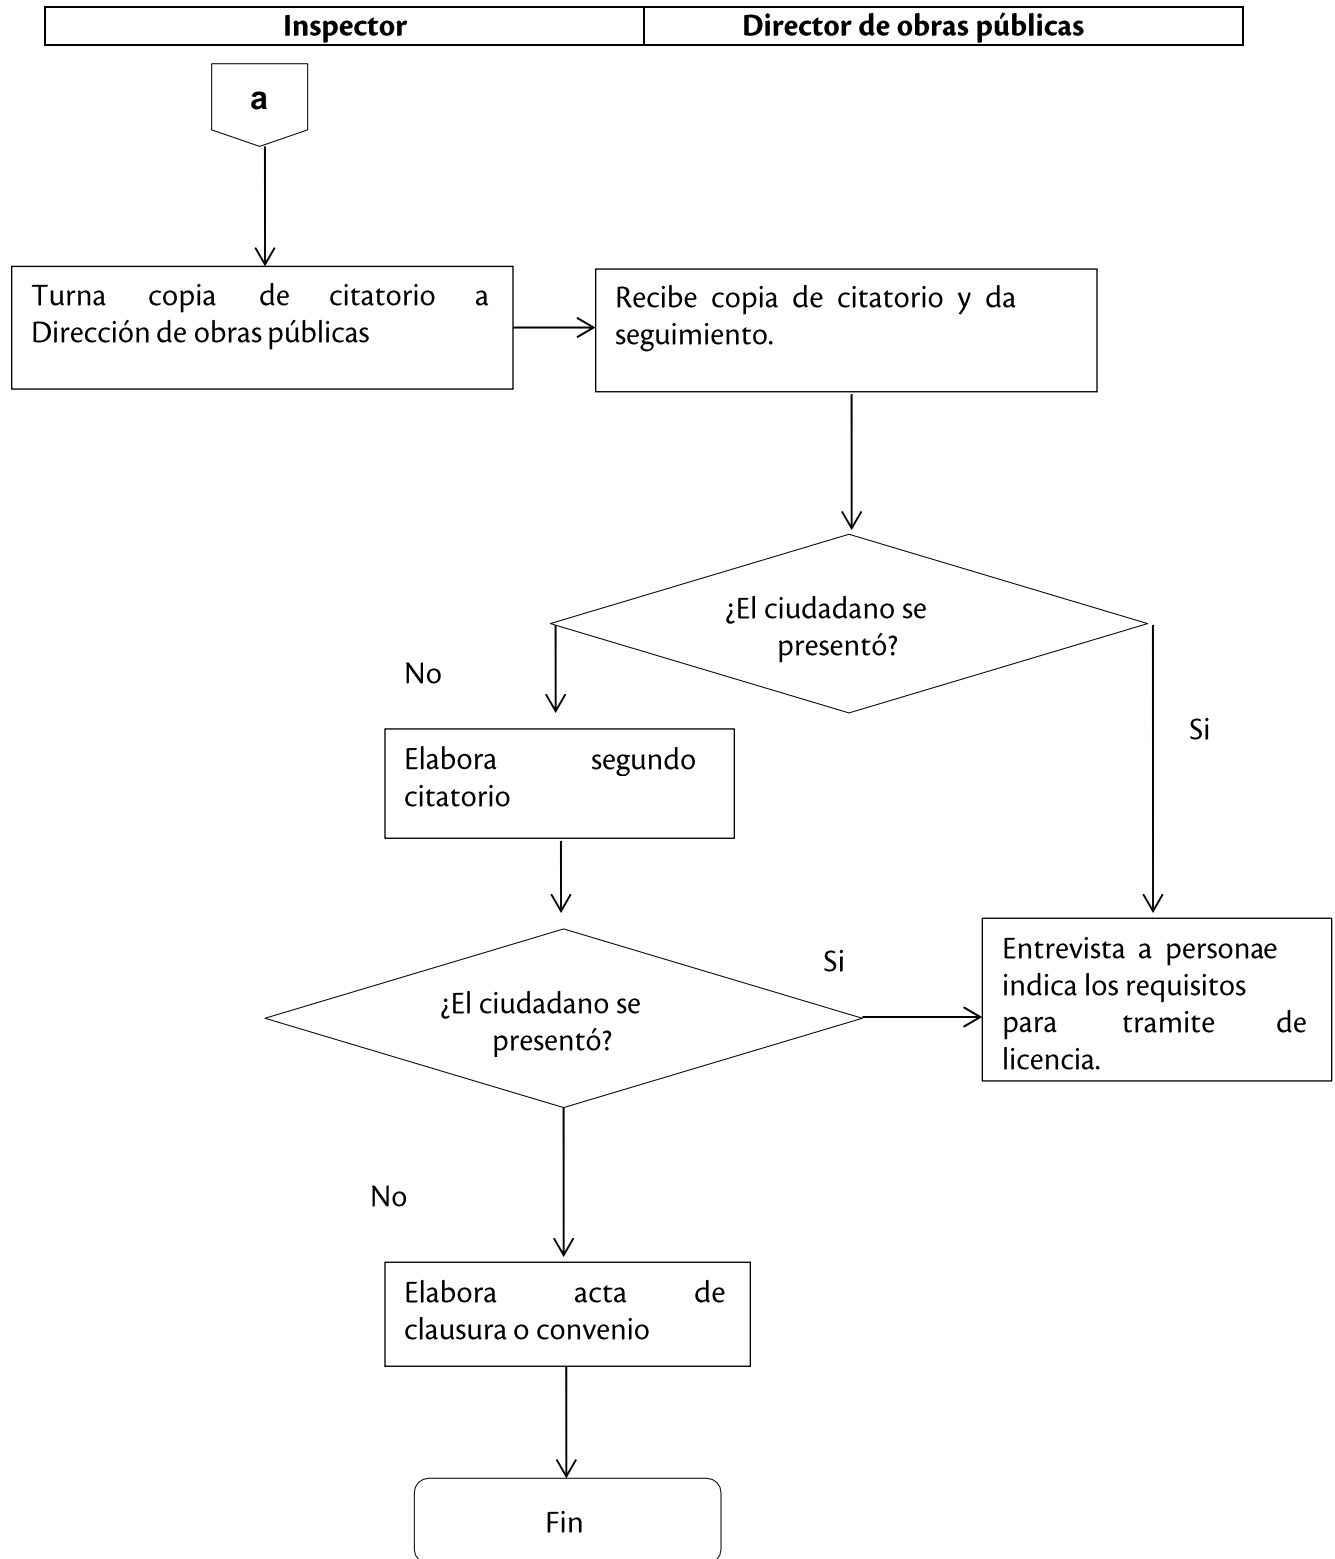 Inspector
Director de obras públicas
a
Turna copia de citatorio a
Dirección de obras públicas
Recibe copia de citatorio y da
seguimiento.
¿El ciudadano se
presentó?
No
Si
Elabora segundo
citatorio
¿El ciudadano se
presentó?
Si
Entrevista a personae
indica los requisitos
para tramite de
licencia.
No
Elabora acta de
clausura o convenio
Fin